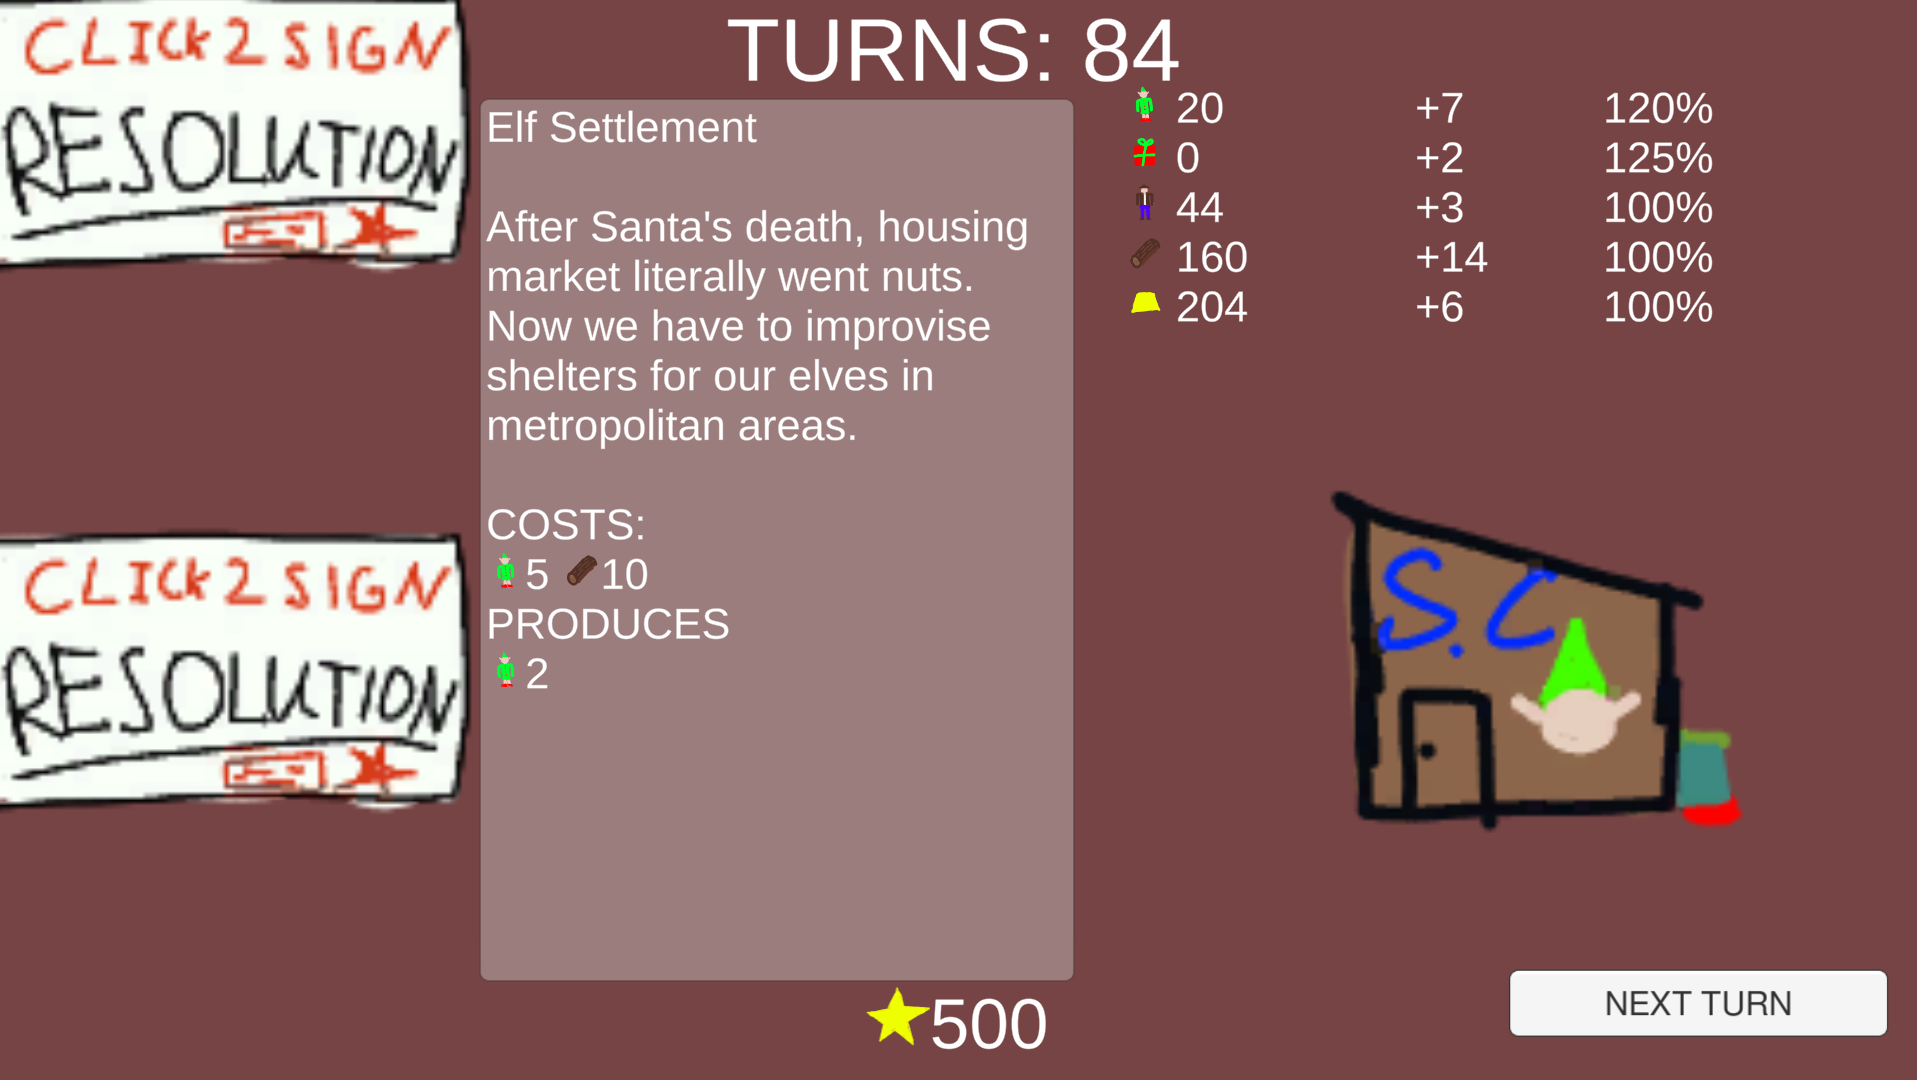 CLICK 2 SIGN
RESOLUTION
TURNS: 84
Elf Settlement
After Santa's death, housing
market literally went nuts.
Now we have to improvise
shelters for our elves in
metropolitan areas.
COSTS:
5 10
PRODUCES
2
20 +7 120%
0 +2 125%
44 +3 100%
160 +14 100%
204 +6 100%
S.C
CLICK 2 SIGN
RESOLUTION
500
NEXT TURN